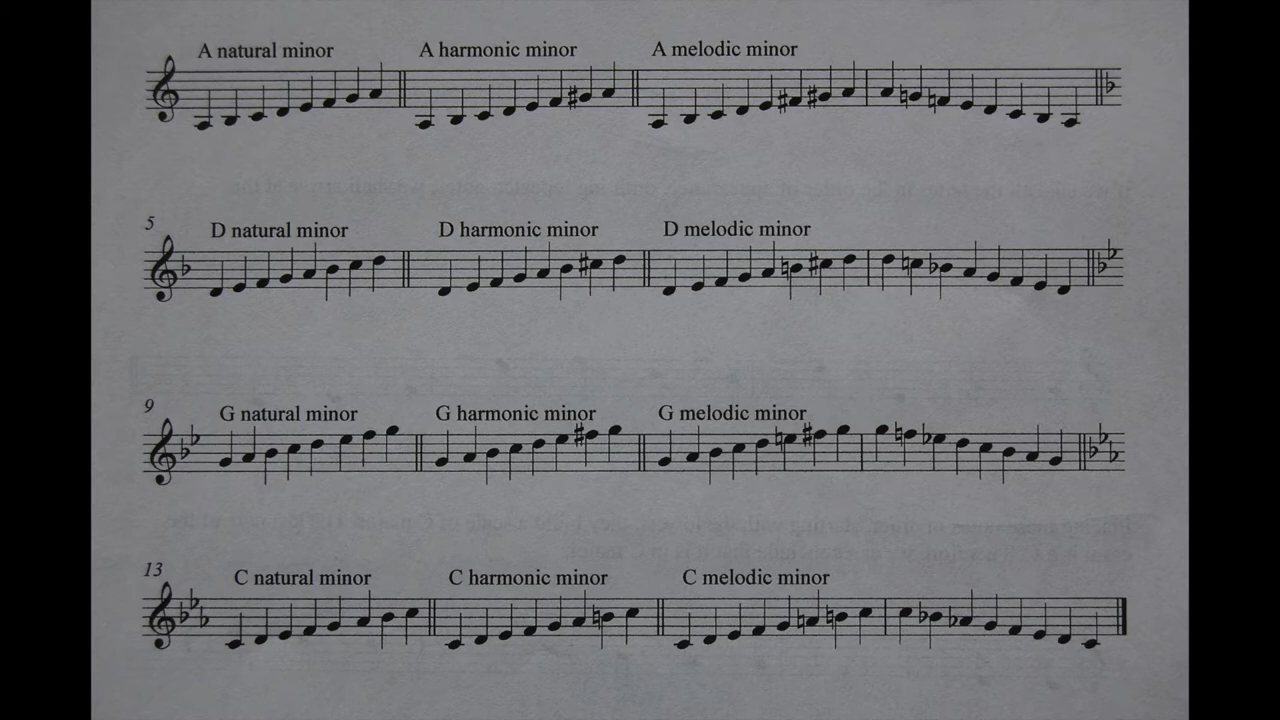 A natural minor A harmonic minor A melodic minor
5
D natural minor D harmonic minor D melodic minor
9
G natural minor G harmonic minor G melodic minor
13
C natural minor C harmonic minor C melodic minor